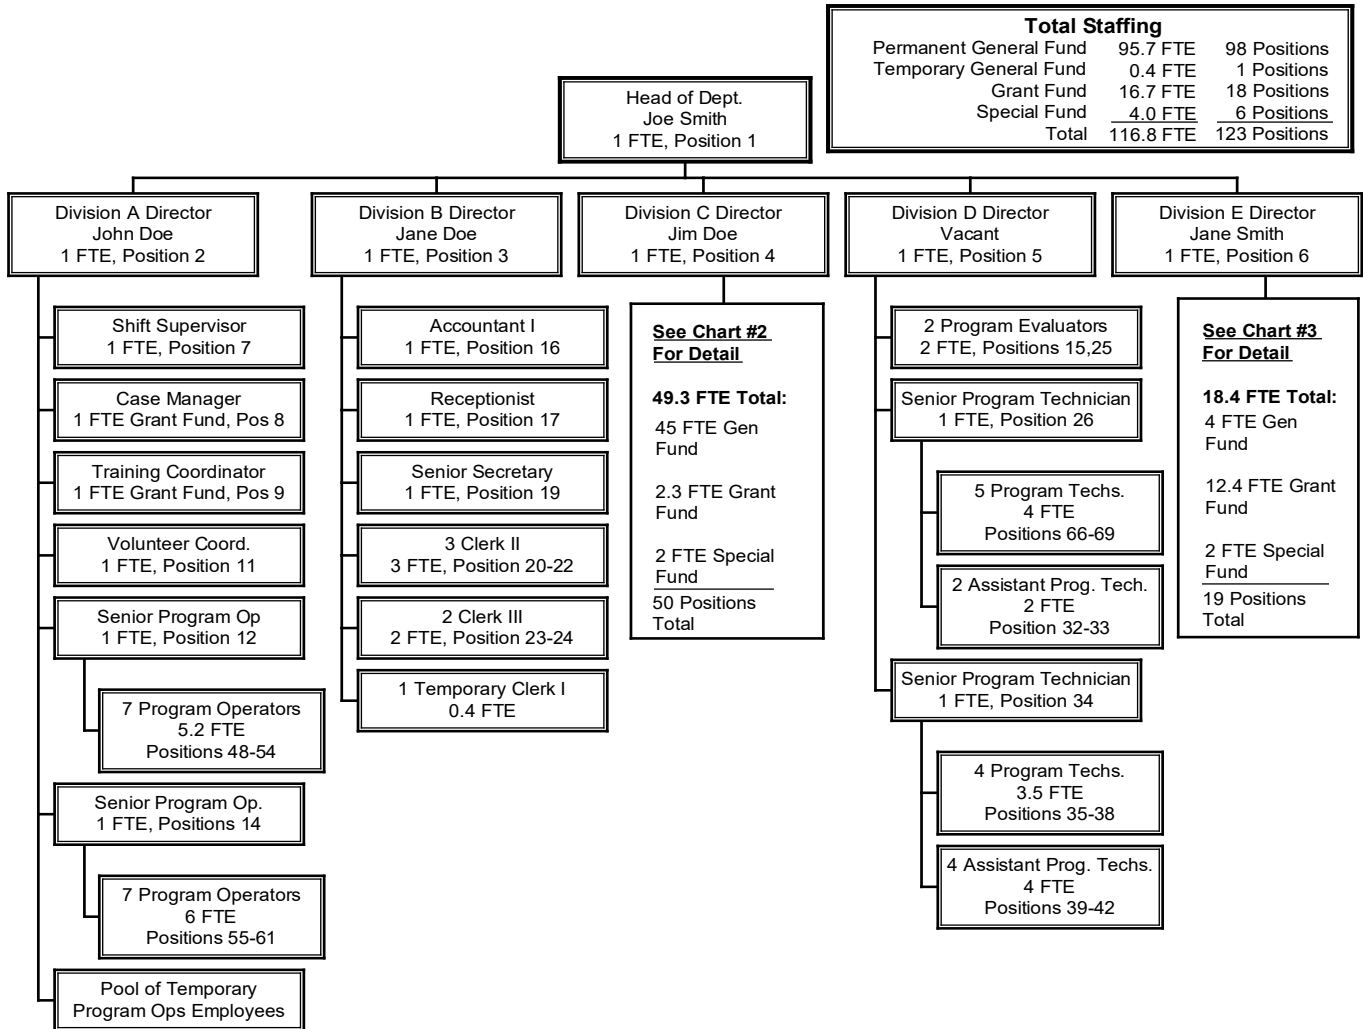 Total Staffing
Permanent General Fund 95.7 FTE 98 Positions
Temporary General Fund 0.4 FTE 1 Positions
Grant Fund 16.7 FTE 18 Positions
Special Fund 4.0 FTE 6 Positions
Total 116.8 FTE 123 Positions
Head of Dept.
Joe Smith
1 FTE, Position 1
Division A Director
John Doe
1 FTE, Position 2
Shift Supervisor
1 FTE, Position 7
Case Manager
1 FTE Grant Fund, Pos 8
Training Coordinator
1 FTE Grant Fund, Pos 9
Volunteer Coord.
1 FTE, Position 11
Senior Program Op
1 FTE, Position 12
7 Program Operators
5.2 FTE
Positions 48-54
Senior Program Op.
1 FTE, Positions 14
7 Program Operators
6 FTE
Positions 55-61
Pool of Temporary
Program Ops Employees
Division B Director
Jane Doe
1 FTE, Position 3
Accountant I
1 FTE, Position 16
Receptionist
1 FTE, Position 17
Senior Secretary
1 FTE, Position 19
3 Clerk II
3 FTE, Position 20-22
2 Clerk III
2 FTE, Position 23-24
1 Temporary Clerk I
0.4 FTE
Division C Director
Jim Doe
1 FTE, Position 4
See Chart #2
For Detail
49.3 FTE Total:
45 FTE Gen
Fund
2.3 FTE Grant
Fund
2 FTE Special
Fund
50 Positions
Total
Division D Director
Vacant
1 FTE, Position 5
2 Program Evaluators
2 FTE, Positions 15,25
Senior Program Technician
1 FTE, Position 26
5 Program Techs.
4 FTE
Positions 66-69
2 Assistant Prog. Tech.
2 FTE
Position 32-33
Senior Program Technician
1 FTE, Position 34
4 Program Techs.
3.5 FTE
Positions 35-38
4 Assistant Prog. Techs.
4 FTE
Positions 39-42
Division E Director
Jane Smith
1 FTE, Position 6
See Chart #3
For Detail
18.4 FTE Total:
4 FTE Gen
Fund
12.4 FTE Grant
Fund
2 FTE Special
Fund
19 Positions
Total